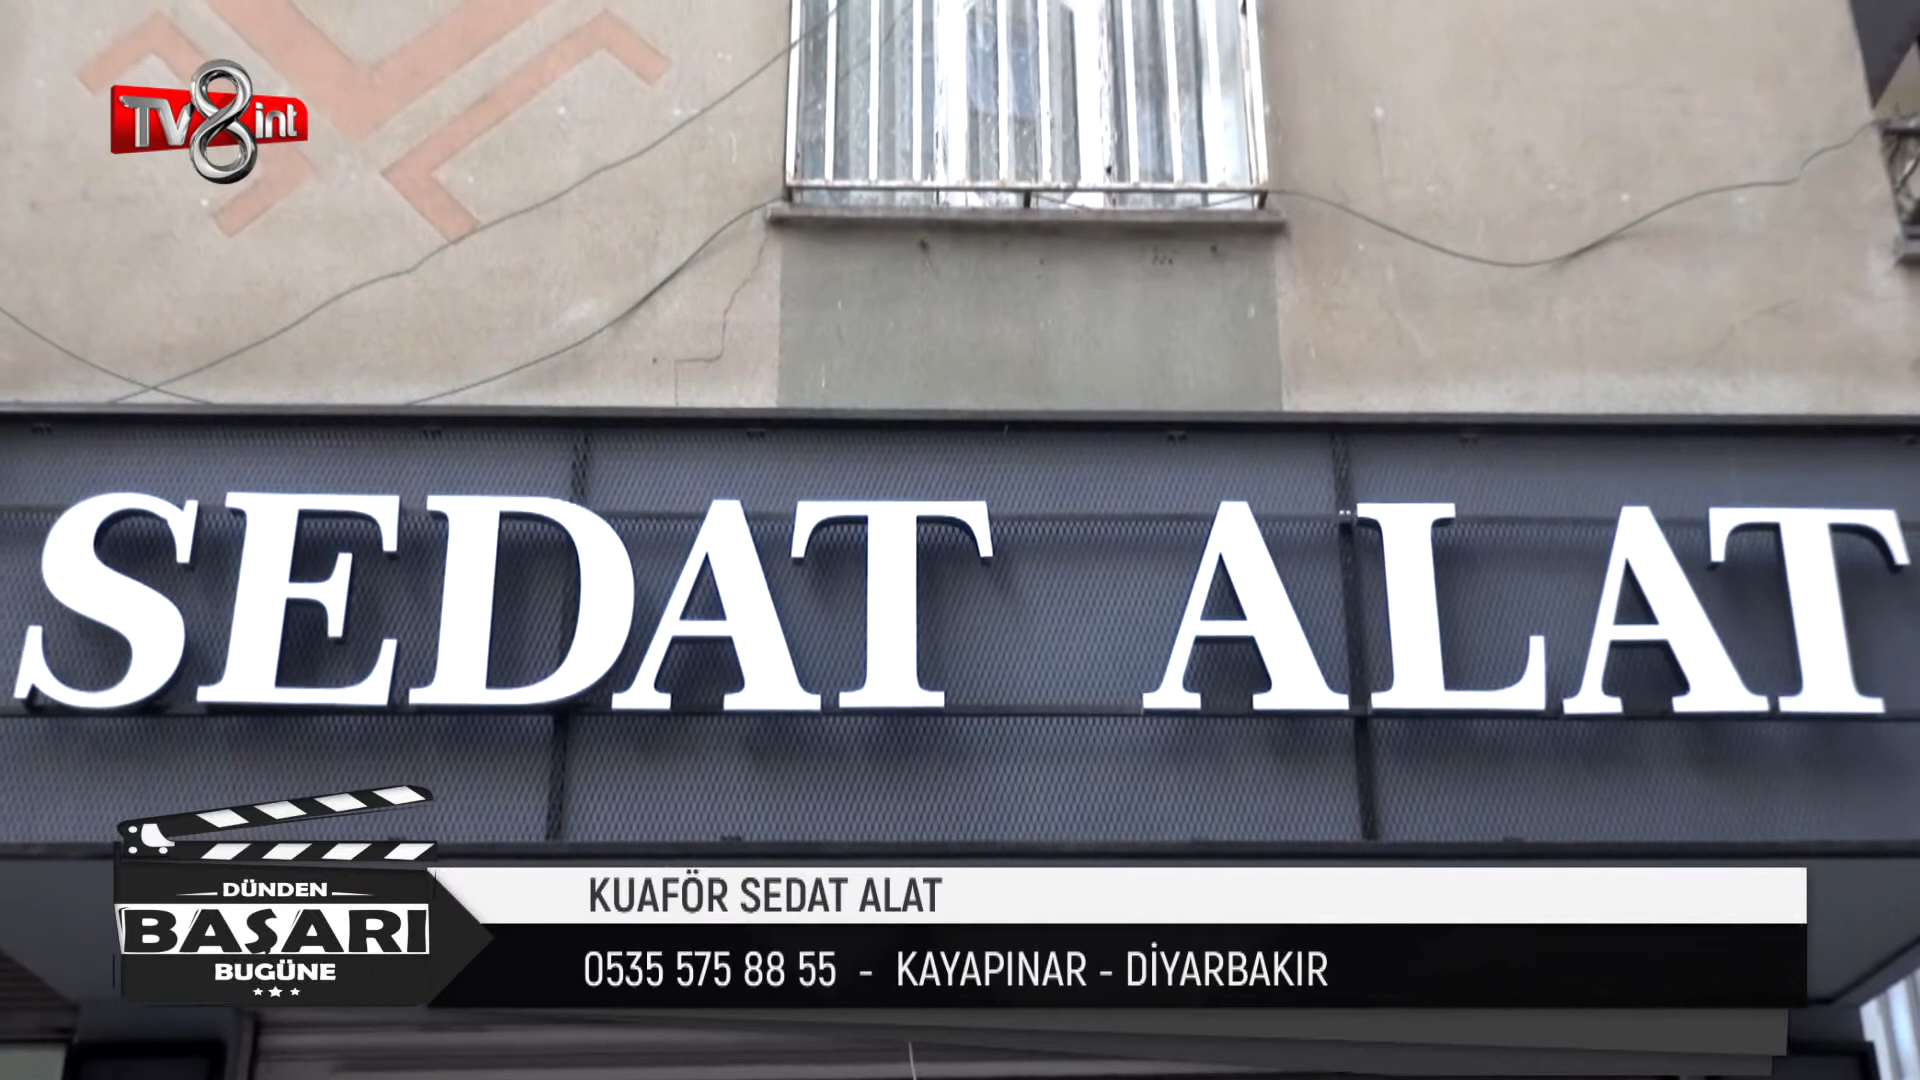 TV8int
SEDAT ALAT
DÜNDEN
BAŞARI
BUGÜNE
KUAFÖR SEDAT ALAT
0535 575 88 55 - KAYAPINAR - DİYARBAKIR